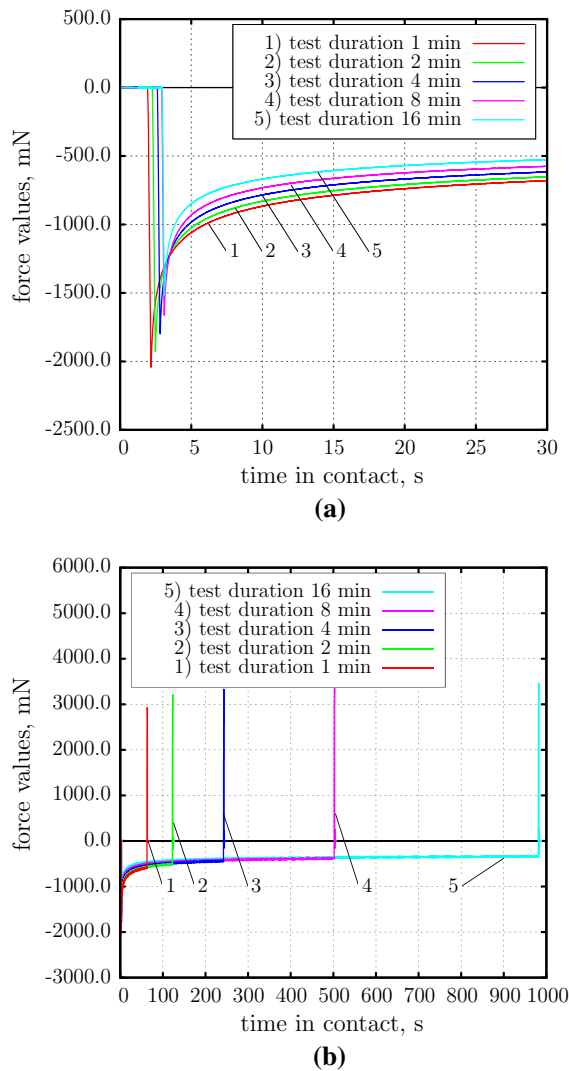 500.0
0.0
-500.0
-1000.0
-1500.0
-2000.0
-2500.0
force values, mN
1) test duration 1 min
2) test duration 2 min
3) test duration 4 min
4) test duration 8 min
5) test duration 16 min
1 2 3 4 5
0 5 10 15 20 25 30
time in contact, s
(a)
6000.0
5000.0
4000.0
3000.0
2000.0
1000.0
0.0
-1000.0
-2000.0
-3000.0
force values, mN
5) test duration 16 min
4) test duration 8 min
3) test duration 4 min
2) test duration 2 min
1) test duration 1 min
1 2 3 4 5
0 100 200 300 400 500 600 700 800 900 1000
time in contact, s
(b)